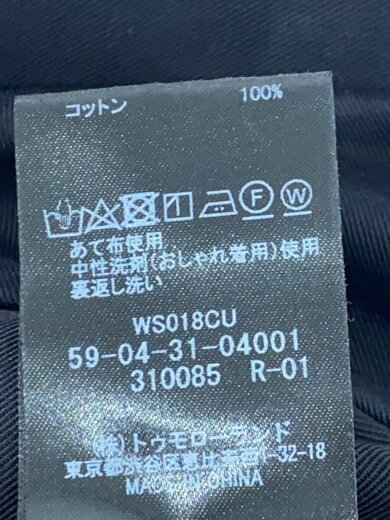 コットン 100%
F W
あて布使用
中性洗剤(おしゃれ着用)使用
裏返し洗い
WS018CU
59-04-31-04001
310085 R-01
(株)トゥモローランド
東京都渋谷区恵比寿西1-32-18
MADE IN CHINA